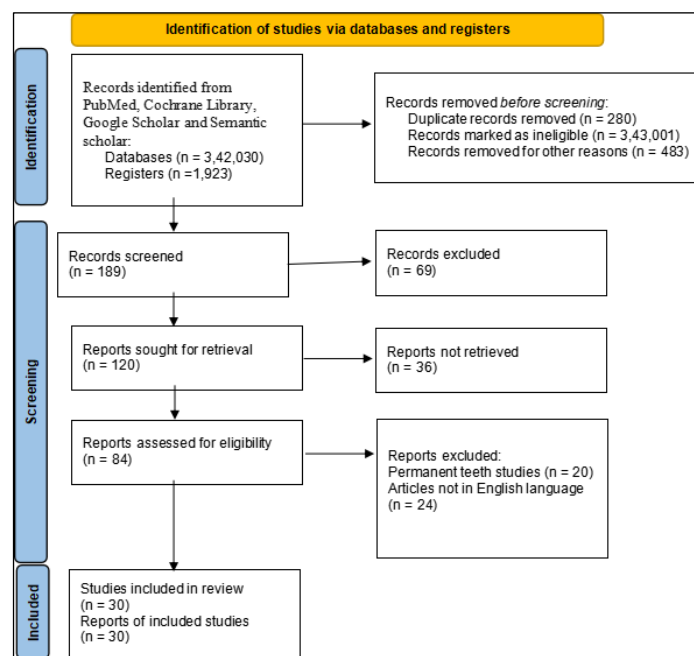 Identification of studies via databases and registers
Identification
Records identified from
PubMed, Cochrane Library,
Google Scholar and Semantic
scholar:
Databases (n = 3,42,030)
Registers (n =1,923)
Records removed before screening:
Duplicate records removed (n = 280)
Records marked as ineligible (n = 3,43,001)
Records removed for other reasons (n = 483)
Screening
Records screened
(n = 189)
Records excluded
(n = 69)
Reports sought for retrieval
(n = 120)
Reports not retrieved
(n = 36)
Reports assessed for eligibility
(n = 84)
Reports excluded:
Permanent teeth studies (n = 20)
Articles not in English language
(n = 24)
Included
Studies included in review
(n = 30)
Reports of included studies
(n = 30)